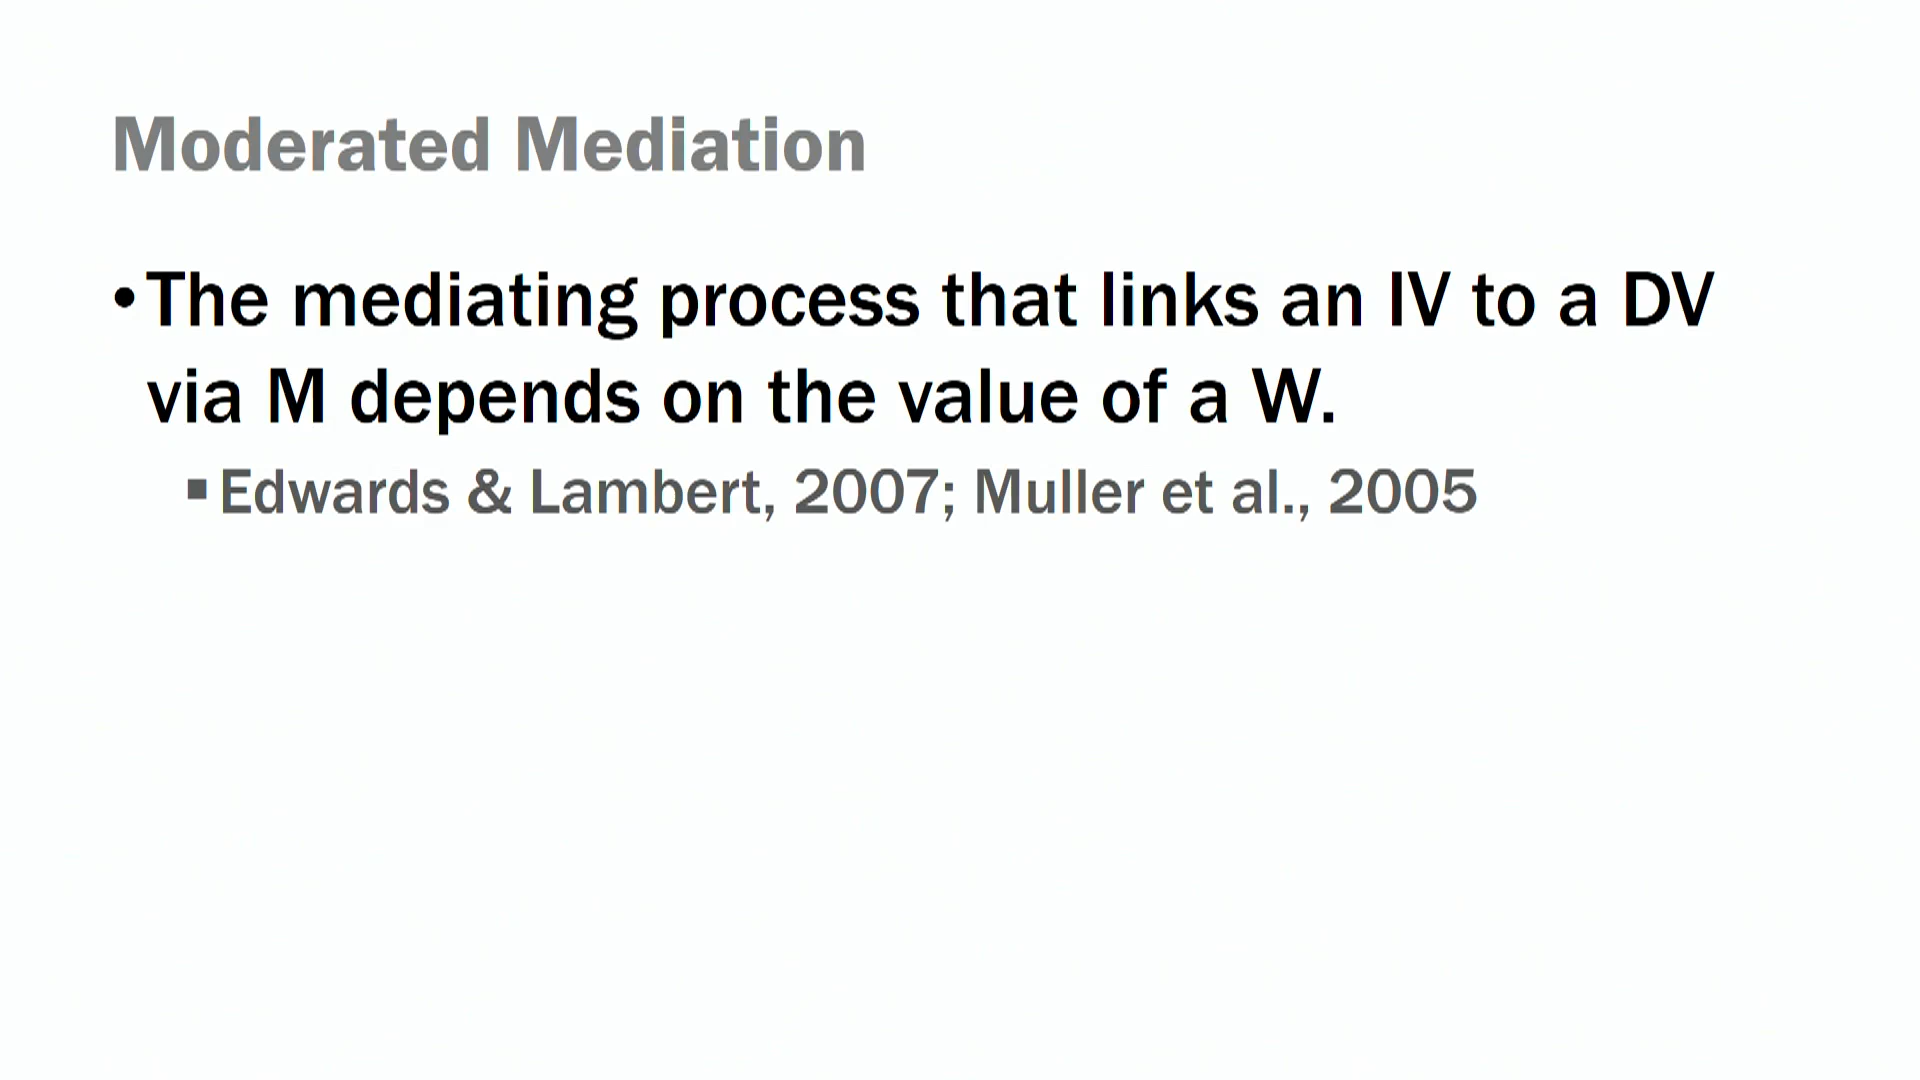 Moderated Mediation
•The mediating process that links an IV to a DV
via M depends on the value of a W.
▪Edwards & Lambert, 2007; Muller et al., 2005